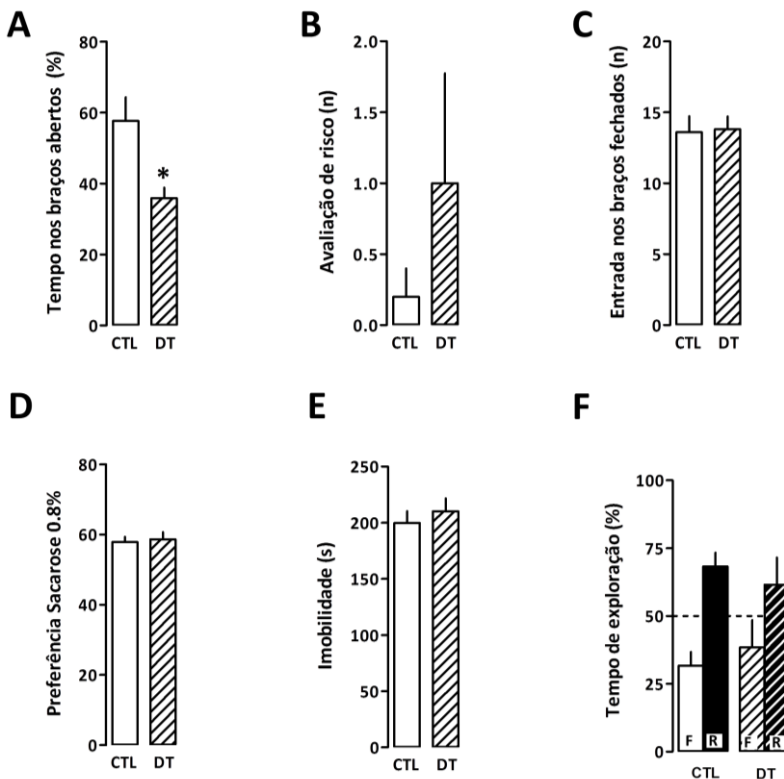 A
Tempo nos braços abertos (%)
80
60
40
20
0
*
CTL DT
B
Avaliação de risco (n)
2.0
1.5
1.0
0.5
0.0
CTL DT
C
Entrada nos braços fechados (n)
20
15
10
5
0
CTL DT
D
Preferência Sacarose 0.8%
80
60
40
20
0
CTL DT
E
Imobilidade (s)
250
200
150
100
50
0
CTL DT
F
Tempo de exploração (%)
100
75
50
25
0
F R F R
CTL DT